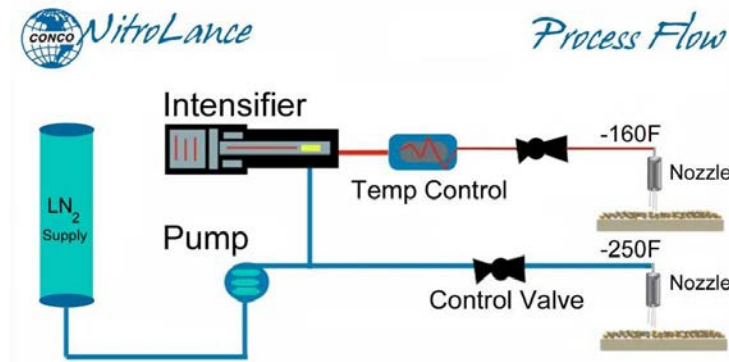 CONCO NitroLance
Process Flow
Intensifier
-160F
Nozzle
Temp Control
LN2
Supply
Pump
-250F
Nozzle
Control Valve